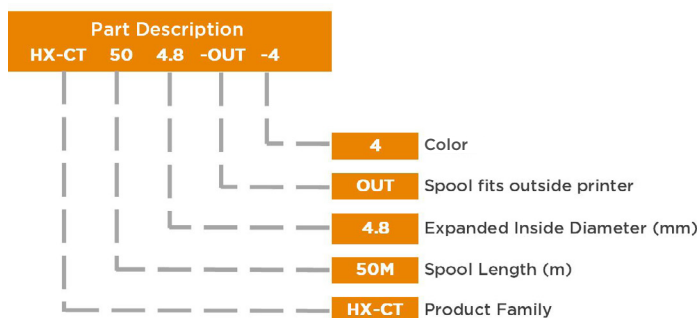 Part Description
HX-CT 50 4.8 -OUT -4
4 Color
OUT Spool fits outside printer
4.8 Expanded Inside Diameter (mm)
50M Spool Length (m)
HX-CT Product Family